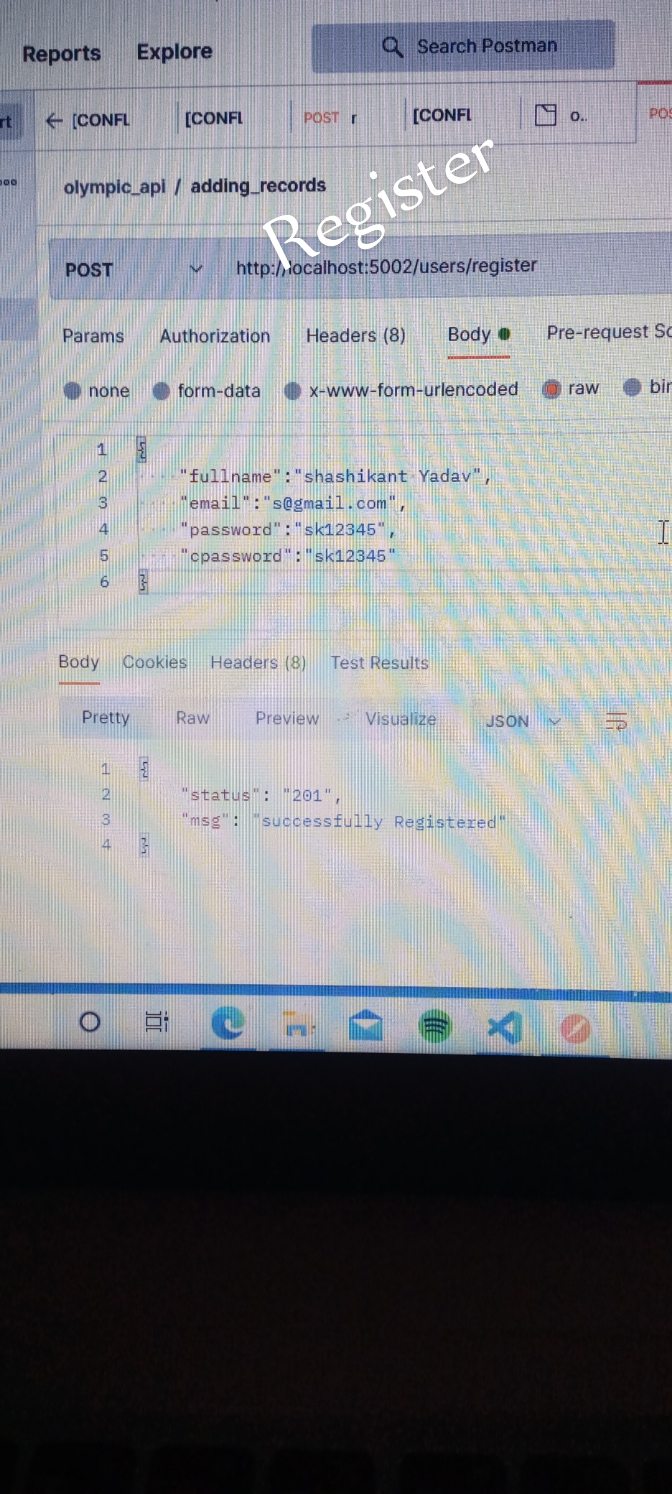 Reports Explore Search Postman
rt ← [CONFL [CONFL POST r [CONFL o.. POS
ooo
olympic_api / adding_records
Register
POST http://localhost:5002/users/register
Params Authorization Headers (8) Body Pre-request Sc
none form-data x-www-form-urlencoded raw bin
1 {
2 "fullname":"shashikant Yadav",
3 "email":"s@gmail.com",
4 "password":"sk12345",
5 "cpassword":"sk12345"
6 }
Body Cookies Headers (8) Test Results
Pretty Raw Preview Visualize JSON
1 {
2 "status": "201",
3 "msg": "successfully Registered"
4 }